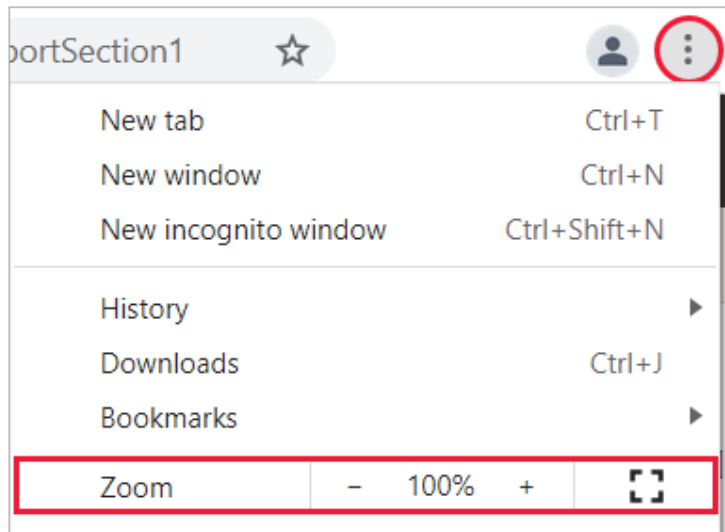 portSection1
New tab Ctrl+T
New window Ctrl+N
New incognito window Ctrl+Shift+N
History
Downloads Ctrl+J
Bookmarks
Zoom - 100% +